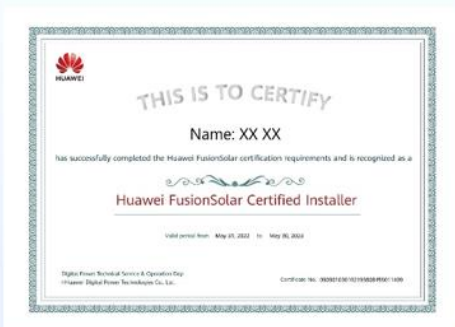 HUAWEI
THIS IS TO CERTIFY
Name: XX XX
has successfully completed the Huawei FusionSolar certification requirements and is recognized as a
Huawei FusionSolar Certified Installer
Valid period from May 31, 2022 to May 30, 2023
Digital Power Technical Service & Operation Dep
Huawei Digital Power Technologies Co., Ltd.
Certificate No.